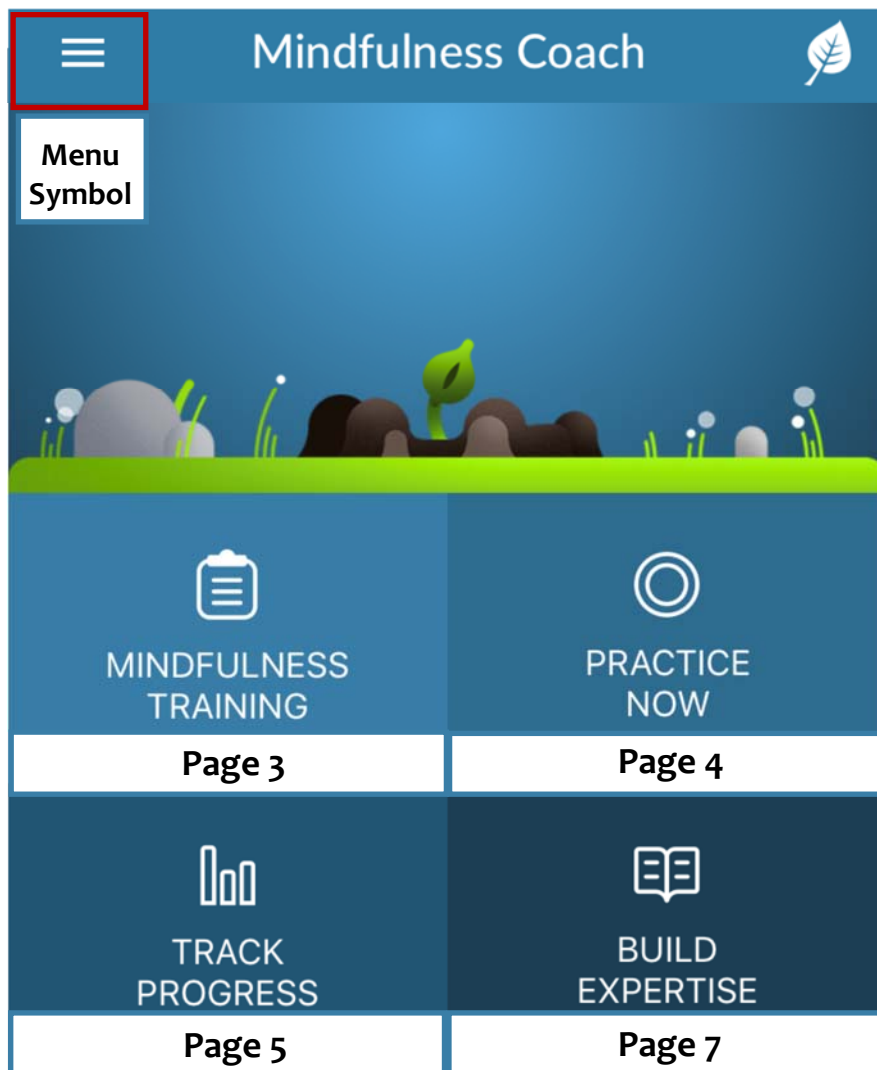 Mindfulness Coach
Menu
Symbol
MINDFULNESS
TRAINING
PRACTICE
NOW
Page 3
Page 4
TRACK
PROGRESS
BUILD
EXPERTISE
Page 5
Page 7